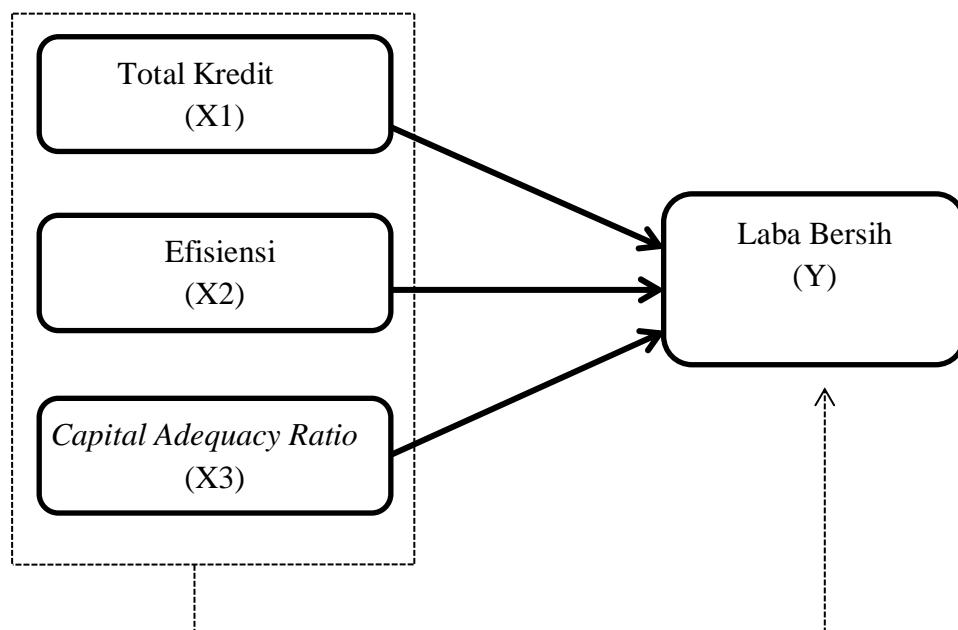 Total Kredit
(X1)
Efisiensi
(X2)
Capital Adequacy Ratio
(X3)
Laba Bersih
(Y)